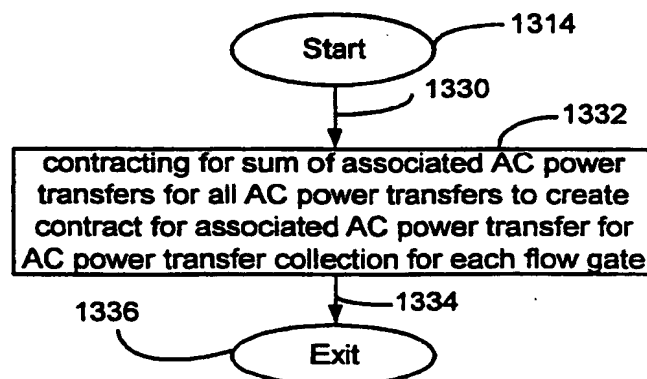 Start
1314
1330
1332
contracting for sum of associated AC power
transfers for all AC power transfers to create
contract for associated AC power transfer for
AC power transfer collection for each flow gate
1334
1336
Exit